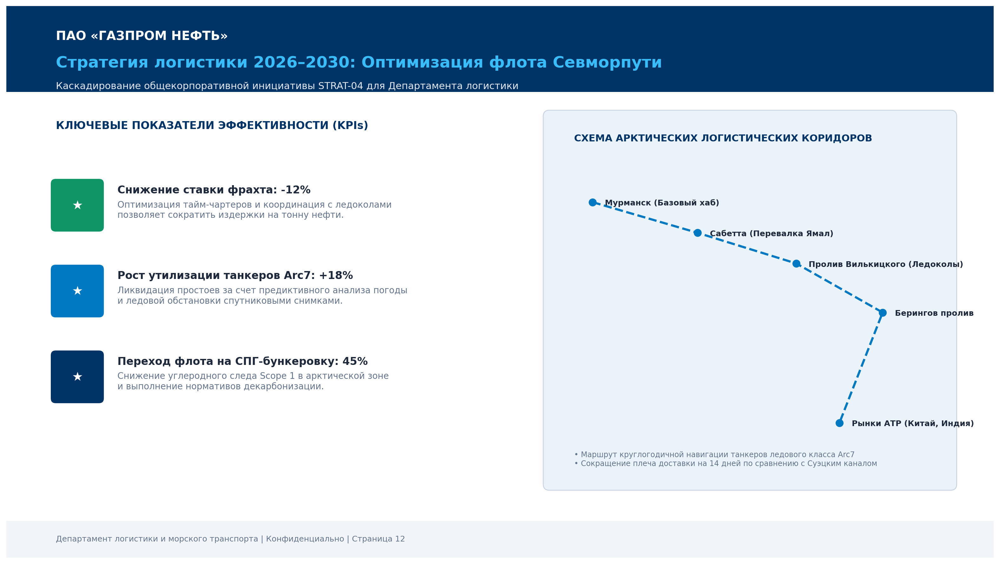 ПАО «ГАЗПРОМ НЕФТЬ»
Стратегия логистики 2026–2030: Оптимизация флота Севморпути
Каскадирование общекорпоративной инициативы STRAT-04 для Департамента логистики
КЛЮЧЕВЫЕ ПОКАЗАТЕЛИ ЭФФЕКТИВНОСТИ (KPIs)
★
Снижение ставки фрахта: -12%
Оптимизация тайм-чартеров и координация с ледоколами
позволяет сократить издержки на тонну нефти.
★
Рост утилизации танкеров Arc7: +18%
Ликвидация простоев за счет предиктивного анализа погоды
и ледовой обстановки спутниковыми снимками.
★
Переход флота на СПГ-бункеровку: 45%
Снижение углеродного следа Scope 1 в арктической зоне
и выполнение нормативов декарбонизации.
СХЕМА АРКТИЧЕСКИХ ЛОГИСТИЧЕСКИХ КОРИДОРОВ
Мурманск (Базовый хаб)
Сабетта (Перевалка Ямал)
Пролив Вилькицкого (Ледоколы)
Берингов пролив
Рынки АТР (Китай, Индия)
• Маршрут круглогодичной навигации танкеров ледового класса Arc7
• Сокращение плеча доставки на 14 дней по сравнению с Суэцким каналом
Департамент логистики и морского транспорта | Конфиденциально | Страница 12